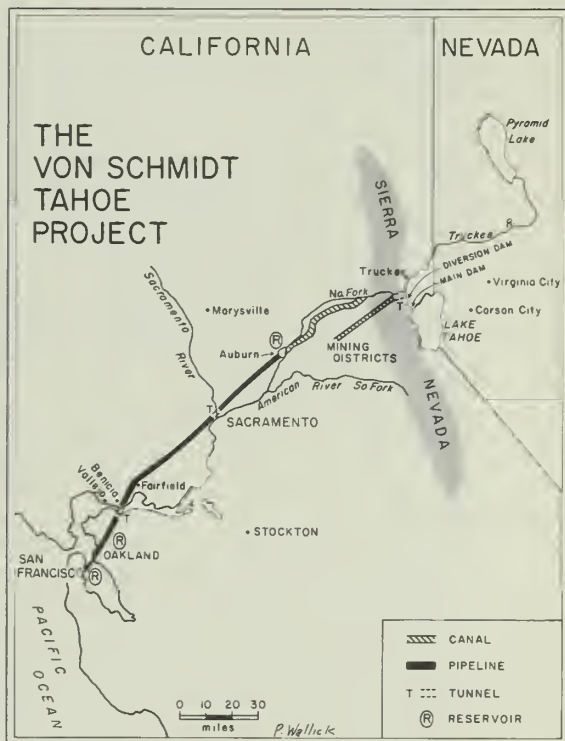 CALIFORNIA
NEVADA
THE
VON SCHMIDT
TAHOE
PROJECT
Pyramid
Lake
SIERRA
Truckee R
Truckee
DIVERSION DAM
MAIN DAM
Sacramento
River
No Fork
Marysville
Virginia City
T
R
Carson City
Auburn
MINING
DISTRICTS
LAKE
TAHOE
American River So Fork
NEVADA
T
SACRAMENTO
Benicia
Vallejo
Fairfield
T
STOCKTON
R
OAKLAND
SAN
FRANCISCO
R
PACIFIC
OCEAN
CANAL
PIPELINE
T TUNNEL
R RESERVOIR
0 10 20 30
miles
P. Wallick